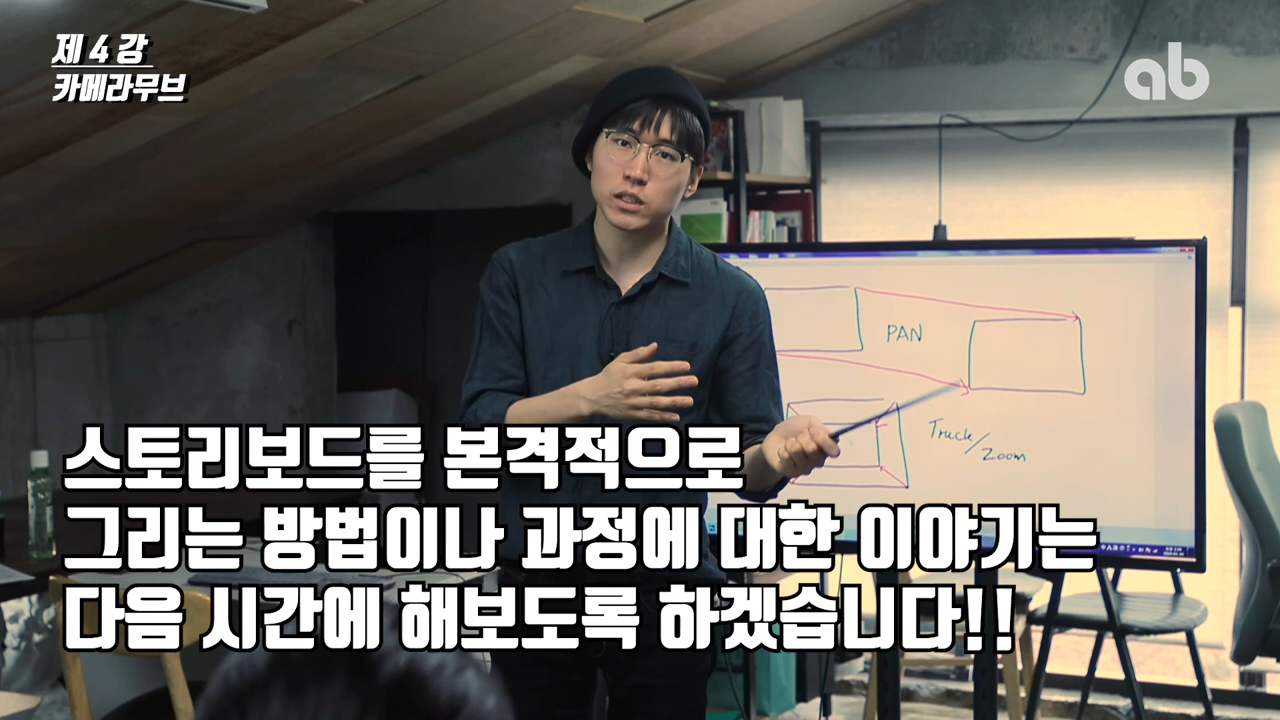 제 4 강
카메라무브
ab
PAN
Truck/
Zoom
스토리보드를 본격적으로
그리는 방법이나 과정에 대한 이야기는
다음 시간에 해보도록 하겠습니다!!